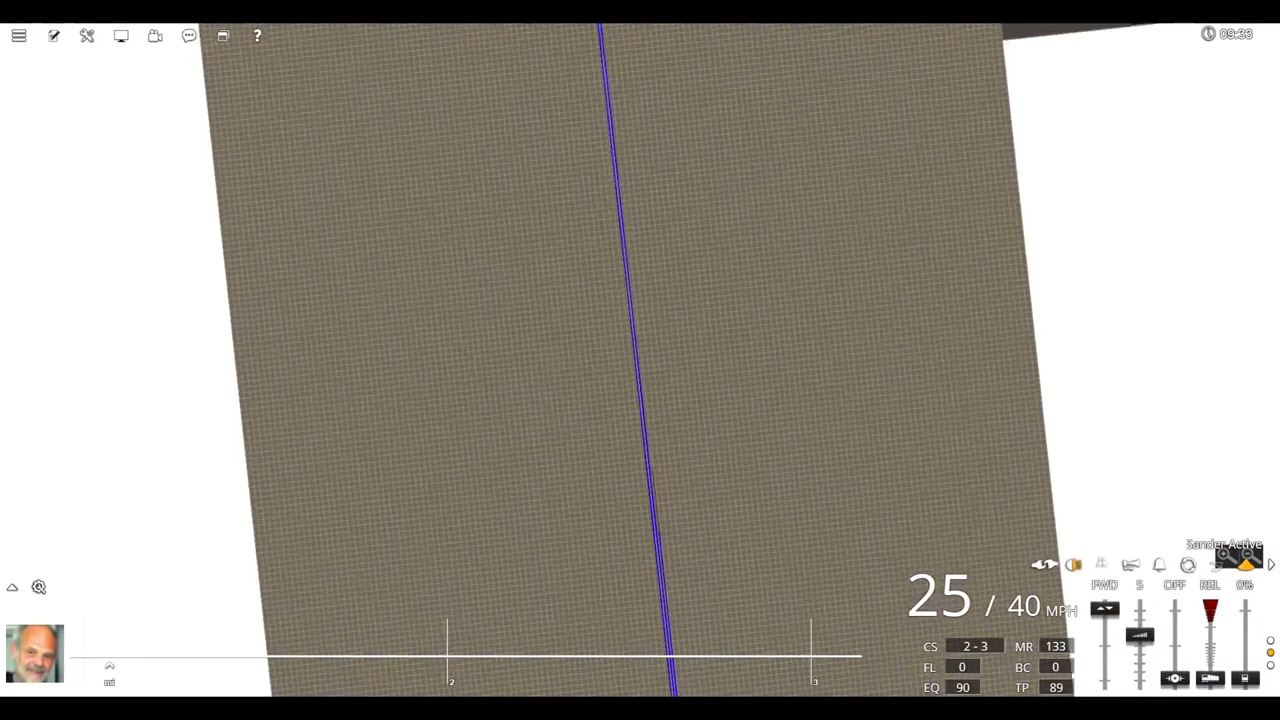 ?
09:33
Sander Active
FWD 5 OFF REL 0%
25 / 40 MPH
CS 2 - 3 MR 133
FL 0 BC 0
EQ 90 TP 89
mi 2 3